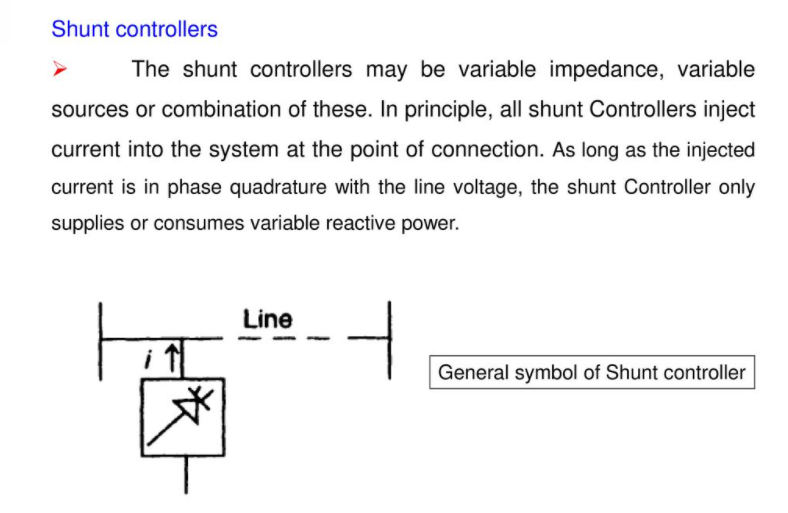 Shunt controllers
The shunt controllers may be variable impedance, variable
sources or combination of these. In principle, all shunt Controllers inject
current into the system at the point of connection. As long as the injected
current is in phase quadrature with the line voltage, the shunt Controller only
supplies or consumes variable reactive power.
Line
i
General symbol of Shunt controller